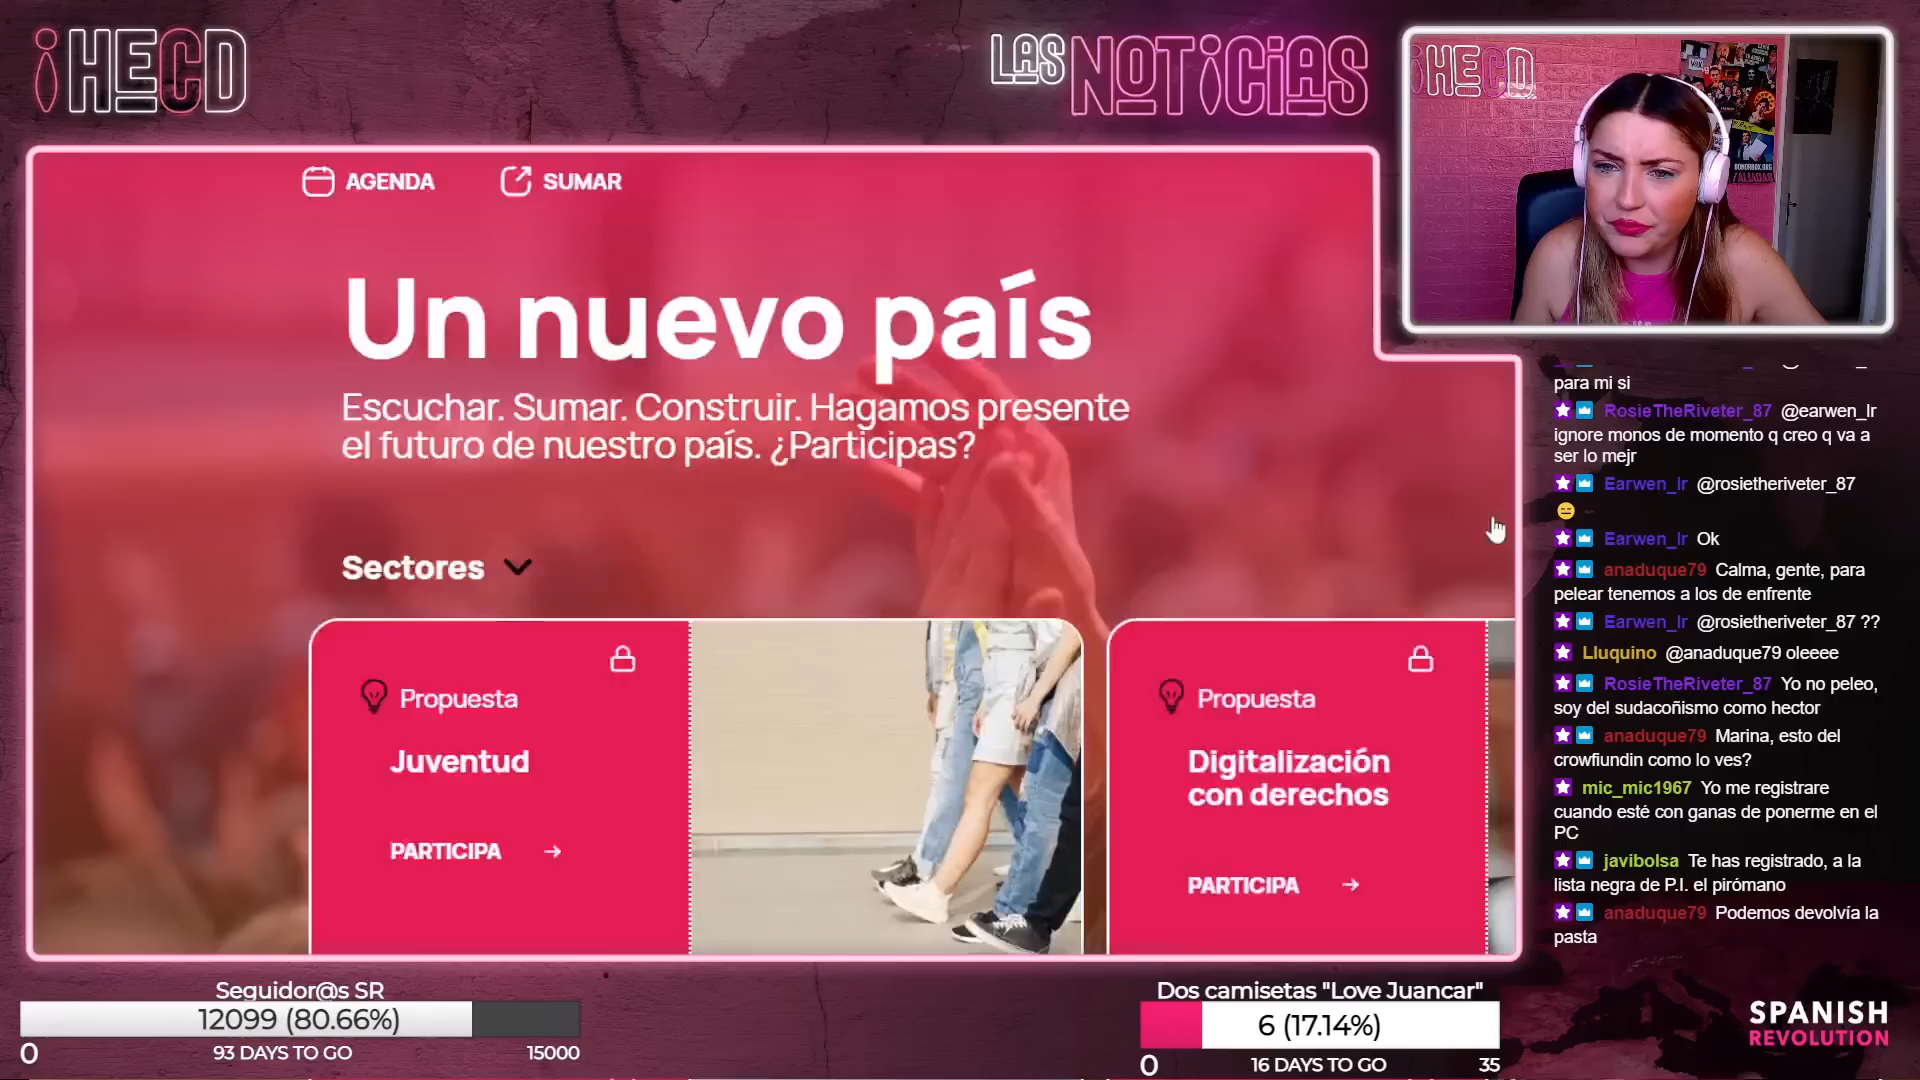 ¡HECD
LAS NOTICIAS
¡HECD
AGENDA
SUMAR
Un nuevo país
Escuchar. Sumar. Construir. Hagamos presente
el futuro de nuestro país. ¿Participas?
Sectores
Propuesta
Juventud
PARTICIPA
Propuesta
Digitalización
con derechos
PARTICIPA
para mi si
RosieTheRiveter_87 @earwen_lr
ignore monos de momento q creo q va a
ser lo mejr
Earwen_lr @rosietheriveter_87
Earwen_lr Ok
anaduque79 Calma, gente, para
pelear tenemos a los de enfrente
Earwen_lr @rosietheriveter_87 ??
Lluquino @anaduque79 oleeee
RosieTheRiveter_87 Yo no peleo,
soy del sudacoñismo como hector
anaduque79 Marina, esto del
crowfiundin como lo ves?
mic_mic1967 Yo me registrare
cuando esté con ganas de ponerme en el
PC
javibolsa Te has registrado, a la
lista negra de P.I. el pirómano
anaduque79 Podemos devolvía la
pasta
Seguidor@s SR
12099 (80.66%)
0
93 DAYS TO GO
15000
Dos camisetas "Love Juancar"
6 (17.14%)
0
16 DAYS TO GO
35
SPANISH
REVOLUTION